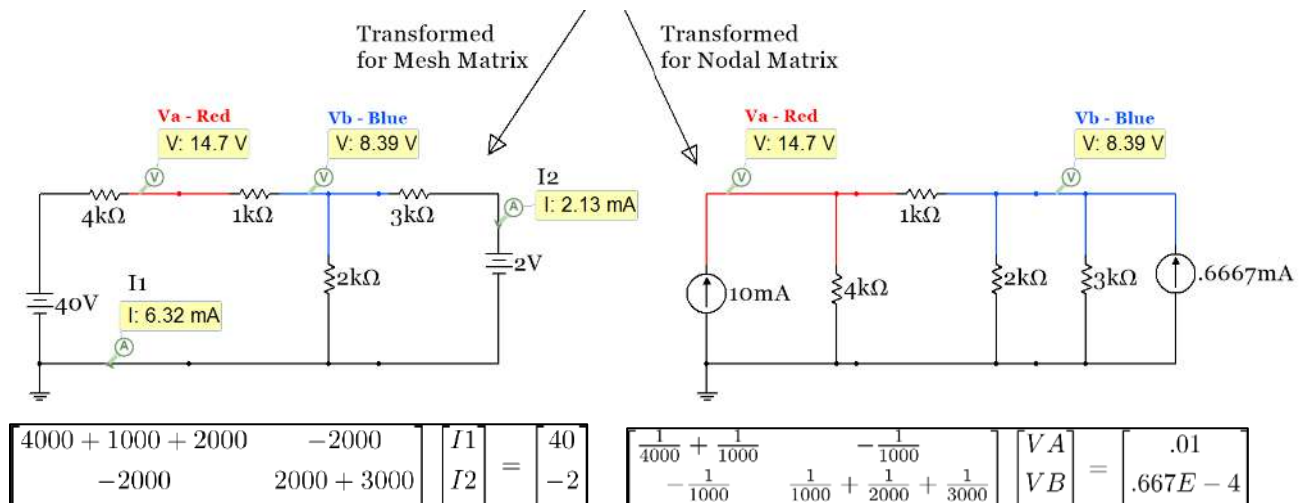 Transformed
for Mesh Matrix
Transformed
for Nodal Matrix
Va - Red
V: 14.7 V
Vb - Blue
V: 8.39 V
Va - Red
V: 14.7 V
Vb - Blue
V: 8.39 V
V
V
V
V
4kΩ
1kΩ
3kΩ
I2
A
I: 2.13 mA
1kΩ
2kΩ
2V
40V
I1
I: 6.32 mA
A
10mA
4kΩ
2kΩ
3kΩ
.6667mA
4000 + 1000 + 2000 -2000 I1 = 40
-2000 2000 + 3000 I2 -2
1/4000 + 1/1000 -1/1000 VA = .01
-1/1000 1/1000 + 1/2000 + 1/3000 VB .667E - 4